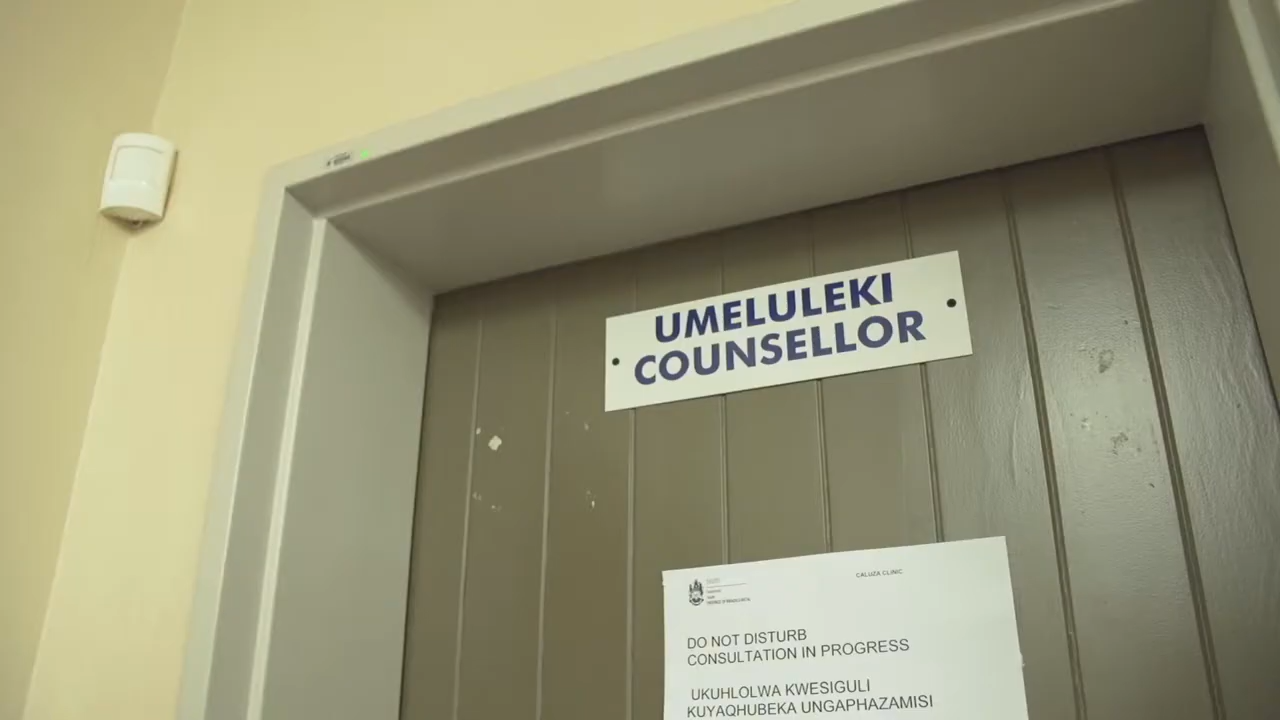 UMELULEKI
COUNSELLOR
CALUZA CLINIC
DO NOT DISTURB
CONSULTATION IN PROGRESS
UKUHLOLWA KWESIGULI
KUYAQHUBEKA UNGAPHAZAMISI